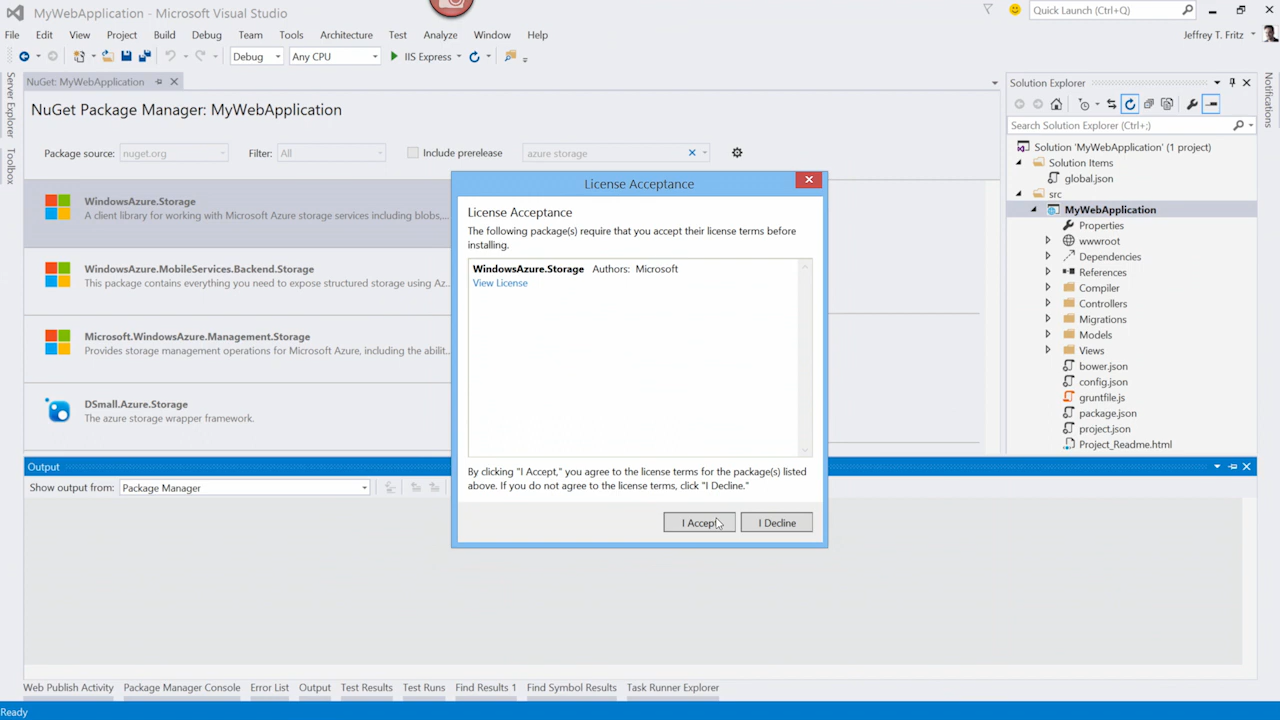 MyWebApplication - Microsoft Visual Studio
Quick Launch (Ctrl+Q)
File Edit View Project Build Debug Team Tools Architecture Test Analyze Window Help
Jeffrey T. Fritz
Debug Any CPU IIS Express
Server Explorer
Toolbox
NuGet: MyWebApplication
NuGet Package Manager: MyWebApplication
Package source: nuget.org Filter: All Include prerelease azure storage
WindowsAzure.Storage
A client library for working with Microsoft Azure storage services including blobs,...
WindowsAzure.MobileServices.Backend.Storage
This package contains everything you need to expose structured storage using Az...
Microsoft.WindowsAzure.Management.Storage
Provides storage management operations for Microsoft Azure, including the abilit...
DSmall.Azure.Storage
The azure storage wrapper framework.
License Acceptance
License Acceptance
The following package(s) require that you accept their license terms before
installing.
WindowsAzure.Storage Authors: Microsoft
View License
By clicking "I Accept," you agree to the license terms for the package(s) listed
above. If you do not agree to the license terms, click "I Decline."
I Accept I Decline
Solution Explorer
Search Solution Explorer (Ctrl+;)
Solution 'MyWebApplication' (1 project)
Solution Items
global.json
src
MyWebApplication
Properties
wwwroot
Dependencies
References
Compiler
Controllers
Migrations
Models
Views
bower.json
config.json
gruntfile.js
package.json
project.json
Project_Readme.html
Notifications
Output
Show output from: Package Manager
Web Publish Activity Package Manager Console Error List Output Test Results Test Runs Find Results 1 Find Symbol Results Task Runner Explorer
Ready